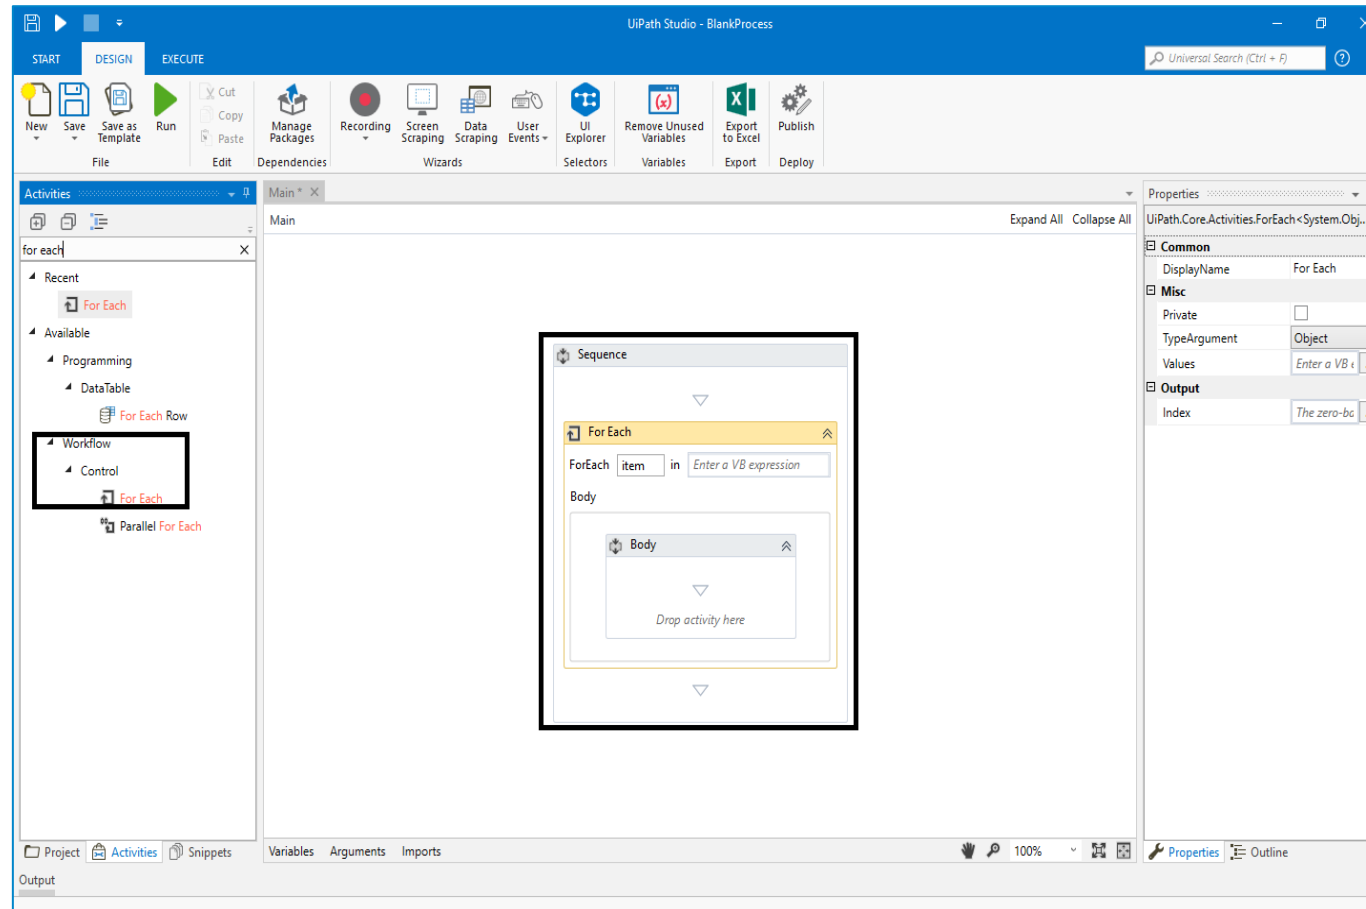 UiPath Studio - BlankProcess
START DESIGN EXECUTE
Universal Search (Ctrl + F)
New Save Save as Template Run
Cut
Copy
Paste
Manage Packages
Recording
Screen Scraping
Data Scraping
User Events
UI Explorer
Remove Unused Variables
Export to Excel
Publish
File Edit Dependencies Wizards Selectors Variables Export Deploy
Activities
for each
Recent
For Each
Available
Programming
DataTable
For Each Row
Workflow
Control
For Each
Parallel For Each
Project Activities Snippets
Main *
Main
Expand All Collapse All
Sequence
For Each
ForEach item in Enter a VB expression
Body
Body
Drop activity here
Variables Arguments Imports
100%
Properties
UiPath.Core.Activities.ForEach<System.Obj...
Common
DisplayName For Each
Misc
Private
TypeArgument Object
Values Enter a VB e
Output
Index The zero-ba
Properties Outline
Output